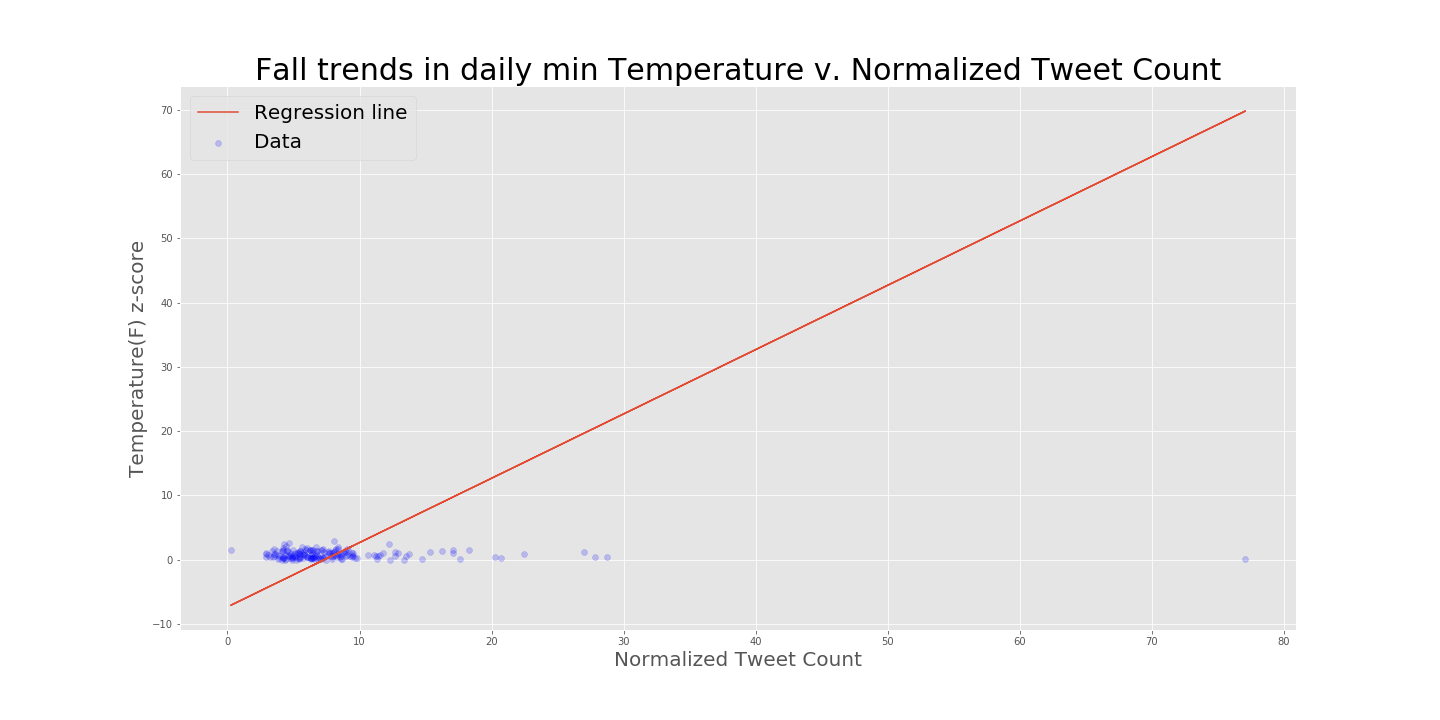 Fall trends in daily min Temperature v. Normalized Tweet Count
Regression line
Data
Temperature(F) z-score
70
60
50
40
30
20
10
0
−10
0 10 20 30 40 50 60 70 80
Normalized Tweet Count